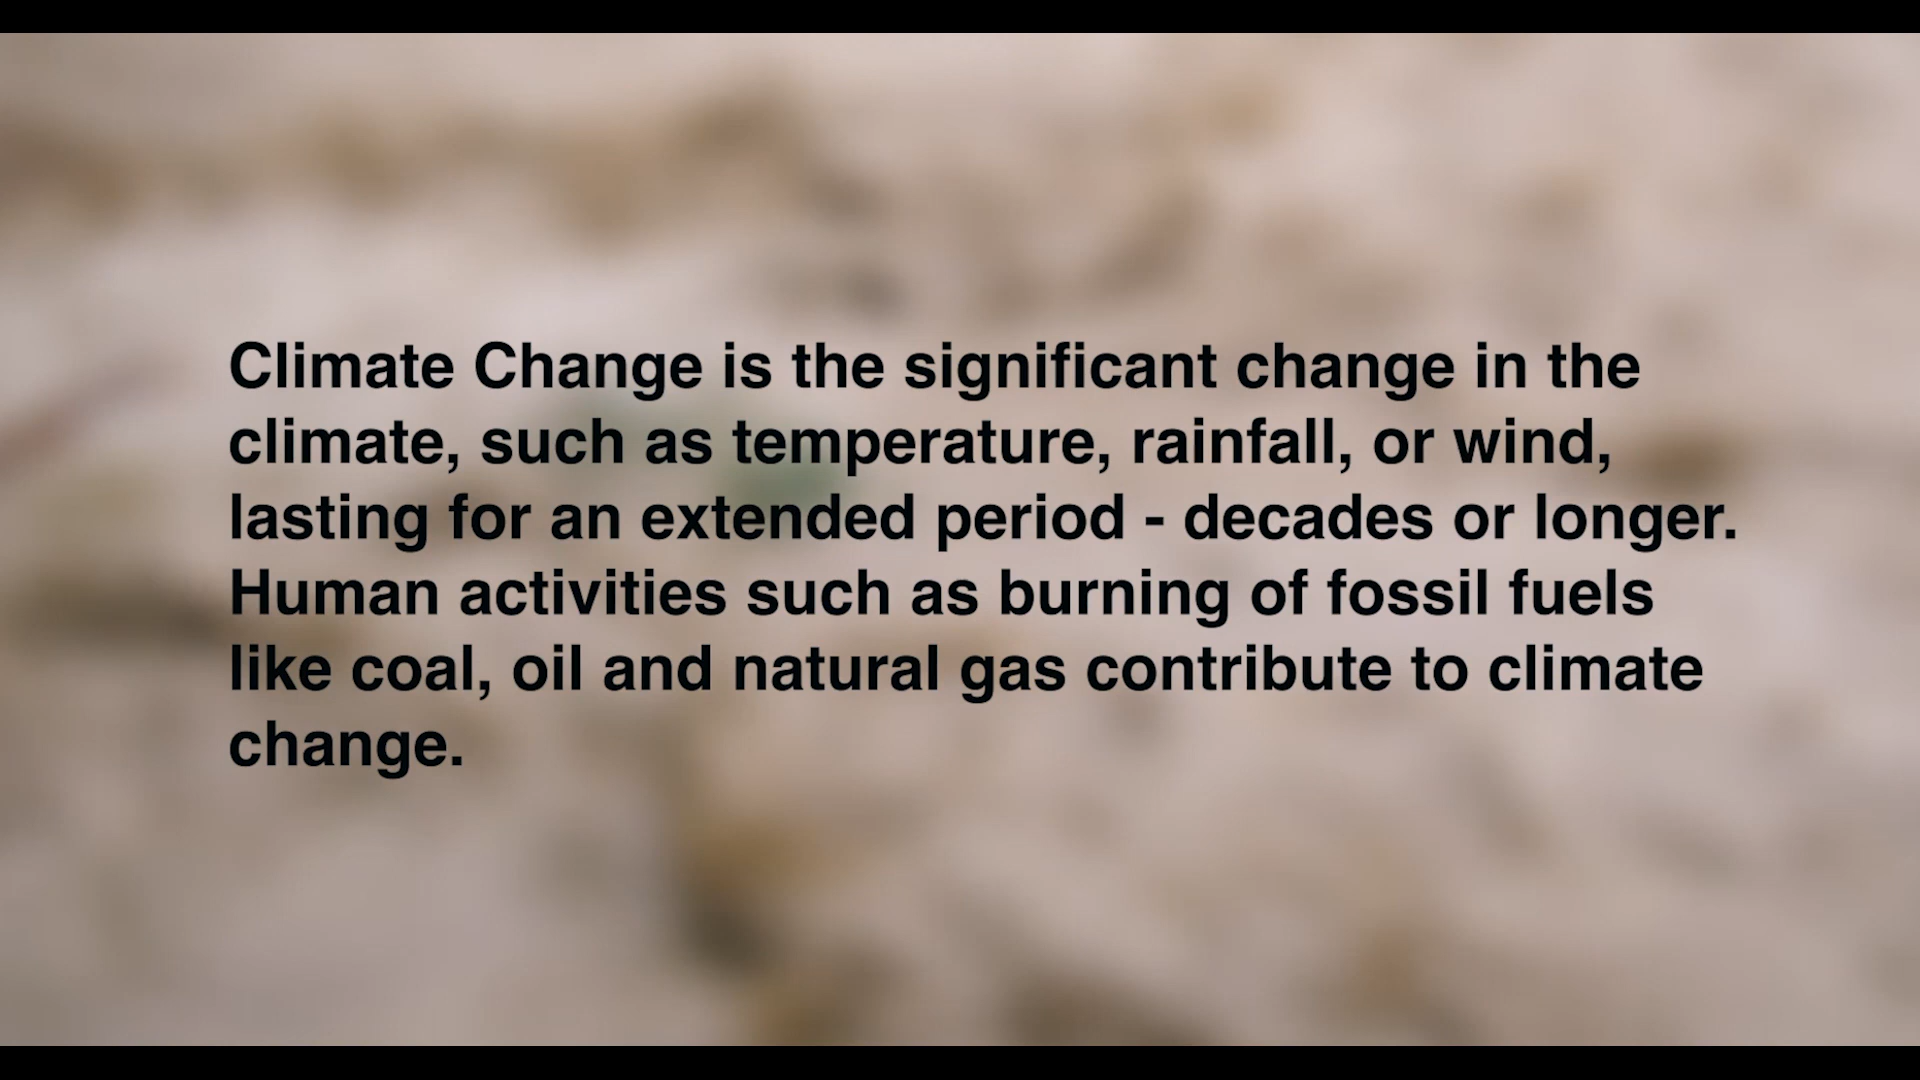 Climate Change is the significant change in the
climate, such as temperature, rainfall, or wind,
lasting for an extended period - decades or longer.
Human activities such as burning of fossil fuels
like coal, oil and natural gas contribute to climate
change.